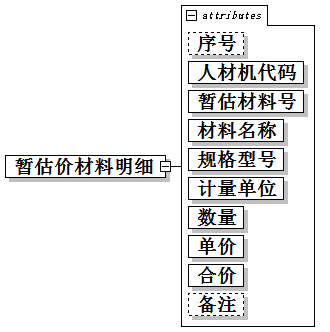 attributes
序号
人材机代码
暂估材料号
材料名称
规格型号
暂估价材料明细
计量单位
数量
单价
合价
备注